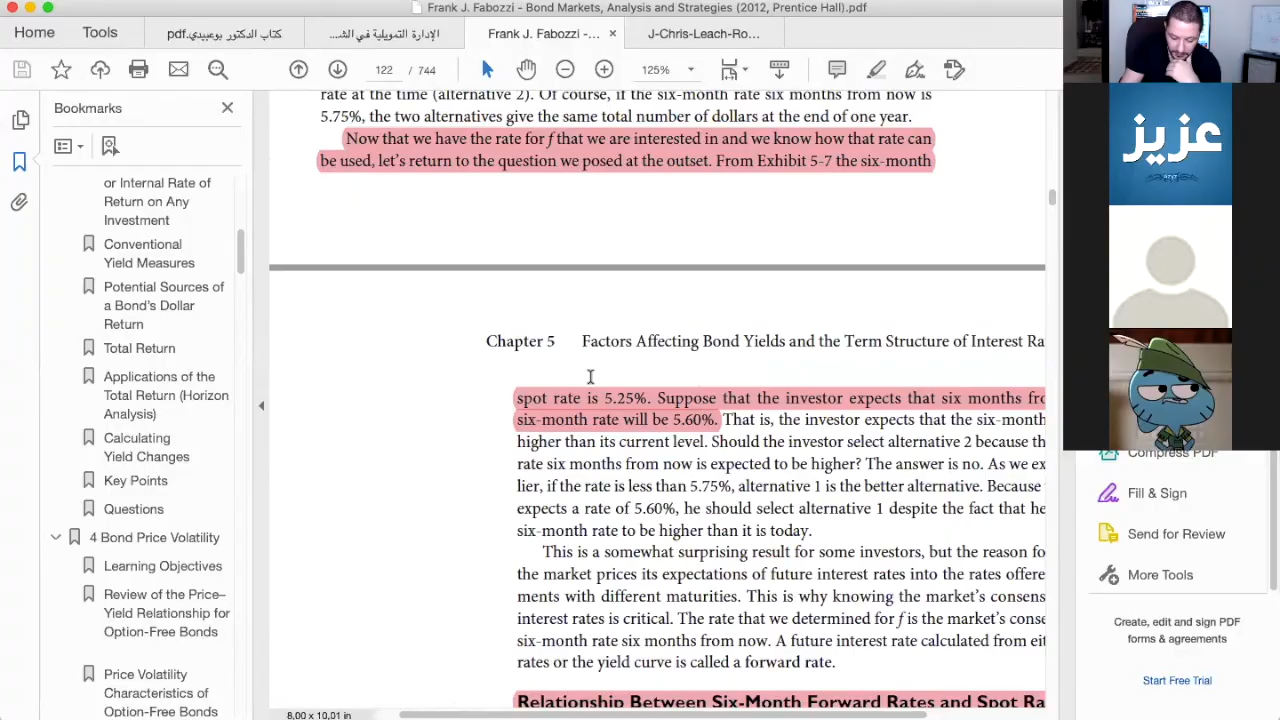 Frank J. Fabozzi - Bond Markets, Analysis and Strategies (2012, Prentice Hall).pdf
Home
Tools
كتاب الدكتور بوعبيدي.pdf
الإدارة التمويلية في الش...
Frank J. Fabozzi -...
J-Chris-Leach-Ro...
122 / 744
125%
Bookmarks
or Internal Rate of
Return on Any
Investment
Conventional
Yield Measures
Potential Sources of
a Bond's Dollar
Return
Total Return
Applications of the
Total Return (Horizon
Analysis)
Calculating
Yield Changes
Key Points
Questions
4 Bond Price Volatility
Learning Objectives
Review of the Price–
Yield Relationship for
Option-Free Bonds
Price Volatility
Characteristics of
Option-Free Bonds
rate at the time (alternative 2). Of course, if the six-month rate six months from now is
5.75%, the two alternatives give the same total number of dollars at the end of one year.
Now that we have the rate for f that we are interested in and we know how that rate can
be used, let's return to the question we posed at the outset. From Exhibit 5-7 the six-month
Chapter 5 Factors Affecting Bond Yields and the Term Structure of Interest Ra
spot rate is 5.25%. Suppose that the investor expects that six months fro
six-month rate will be 5.60%. That is, the investor expects that the six-month
higher than its current level. Should the investor select alternative 2 because th
rate six months from now is expected to be higher? The answer is no. As we ex
lier, if the rate is less than 5.75%, alternative 1 is the better alternative. Because
expects a rate of 5.60%, he should select alternative 1 despite the fact that he
six-month rate to be higher than it is today.
This is a somewhat surprising result for some investors, but the reason fo
the market prices its expectations of future interest rates into the rates offere
ments with different maturities. This is why knowing the market's consens
interest rates is critical. The rate that we determined for f is the market's conse
six-month rate six months from now. A future interest rate calculated from eit
rates or the yield curve is called a forward rate.
Relationship Between Six-Month Forward Rates and Spot Ra
8,00 x 10,01 in
عزيز
Compress PDF
Fill & Sign
Send for Review
More Tools
Create, edit and sign PDF
forms & agreements
Start Free Trial